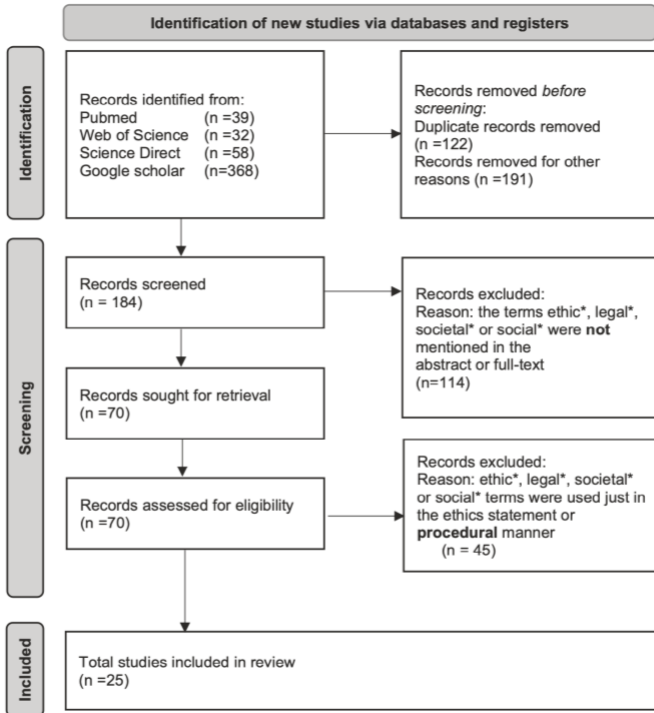 Identification of new studies via databases and registers
Identification
Records identified from:
Pubmed (n =39)
Web of Science (n =32)
Science Direct (n =58)
Google scholar (n=368)
Records removed before
screening:
Duplicate records removed
(n =122)
Records removed for other
reasons (n =191)
Screening
Records screened
(n = 184)
Records excluded:
Reason: the terms ethic*, legal*,
societal* or social* were not
mentioned in the
abstract or full-text
(n=114)
Records sought for retrieval
(n =70)
Records assessed for eligibility
(n =70)
Records excluded:
Reason: ethic*, legal*, societal*
or social* terms were used just in
the ethics statement or
procedural manner
(n = 45)
Included
Total studies included in review
(n =25)